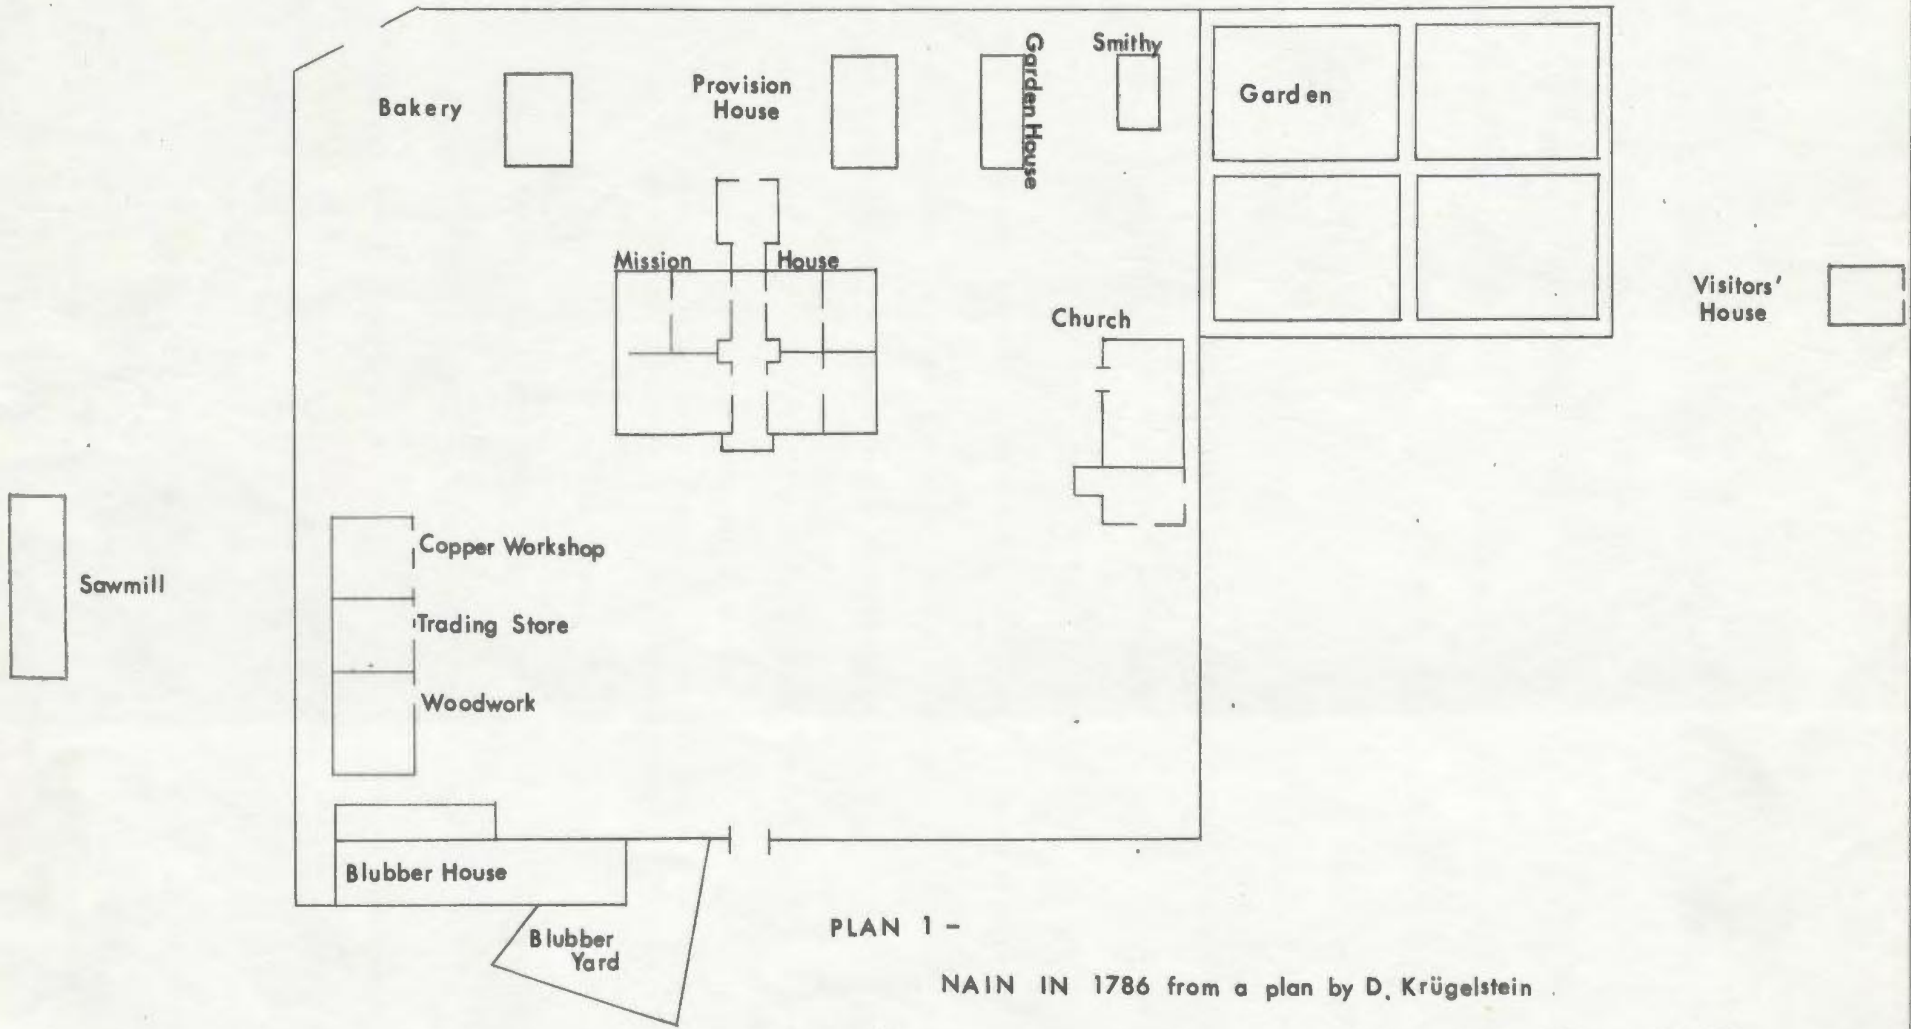 Smithy
Garden House
Bakery
Provision
House
Garden
Mission House
Visitors'
House
Church
Copper Workshop
Sawmill
Trading Store
Woodwork
Blubber House
Blubber
Yard
PLAN 1 –
NAIN IN 1786 from a plan by D. Krügelstein